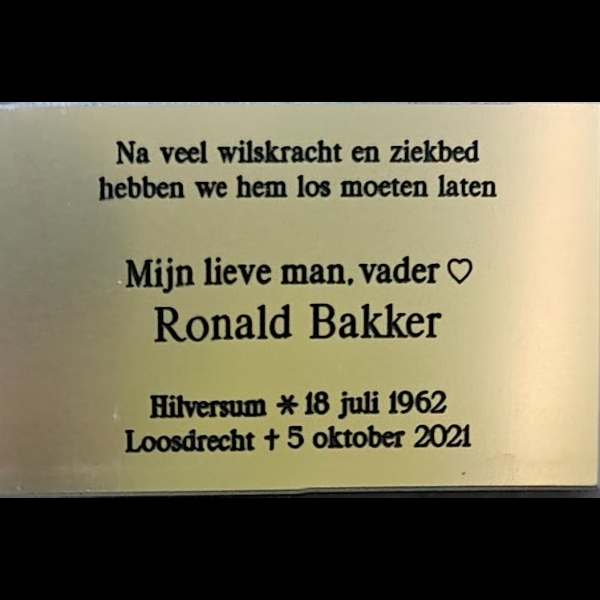 Na veel wilskracht en ziekbed
hebben we hem los moeten laten
Mijn lieve man, vader ♡
Ronald Bakker
Hilversum * 18 juli 1962
Loosdrecht † 5 oktober 2021